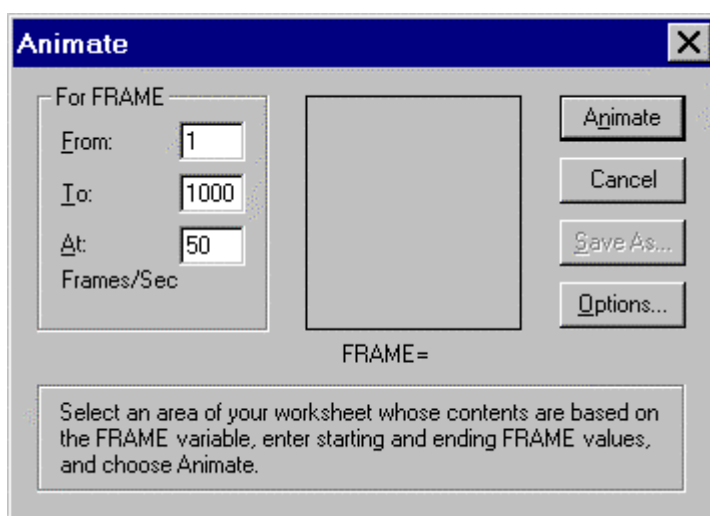 Animate
For FRAME
From: 1
To: 1000
At: 50
Frames/Sec
Animate
Cancel
Save As...
Options...
FRAME=
Select an area of your worksheet whose contents are based on
the FRAME variable, enter starting and ending FRAME values,
and choose Animate.